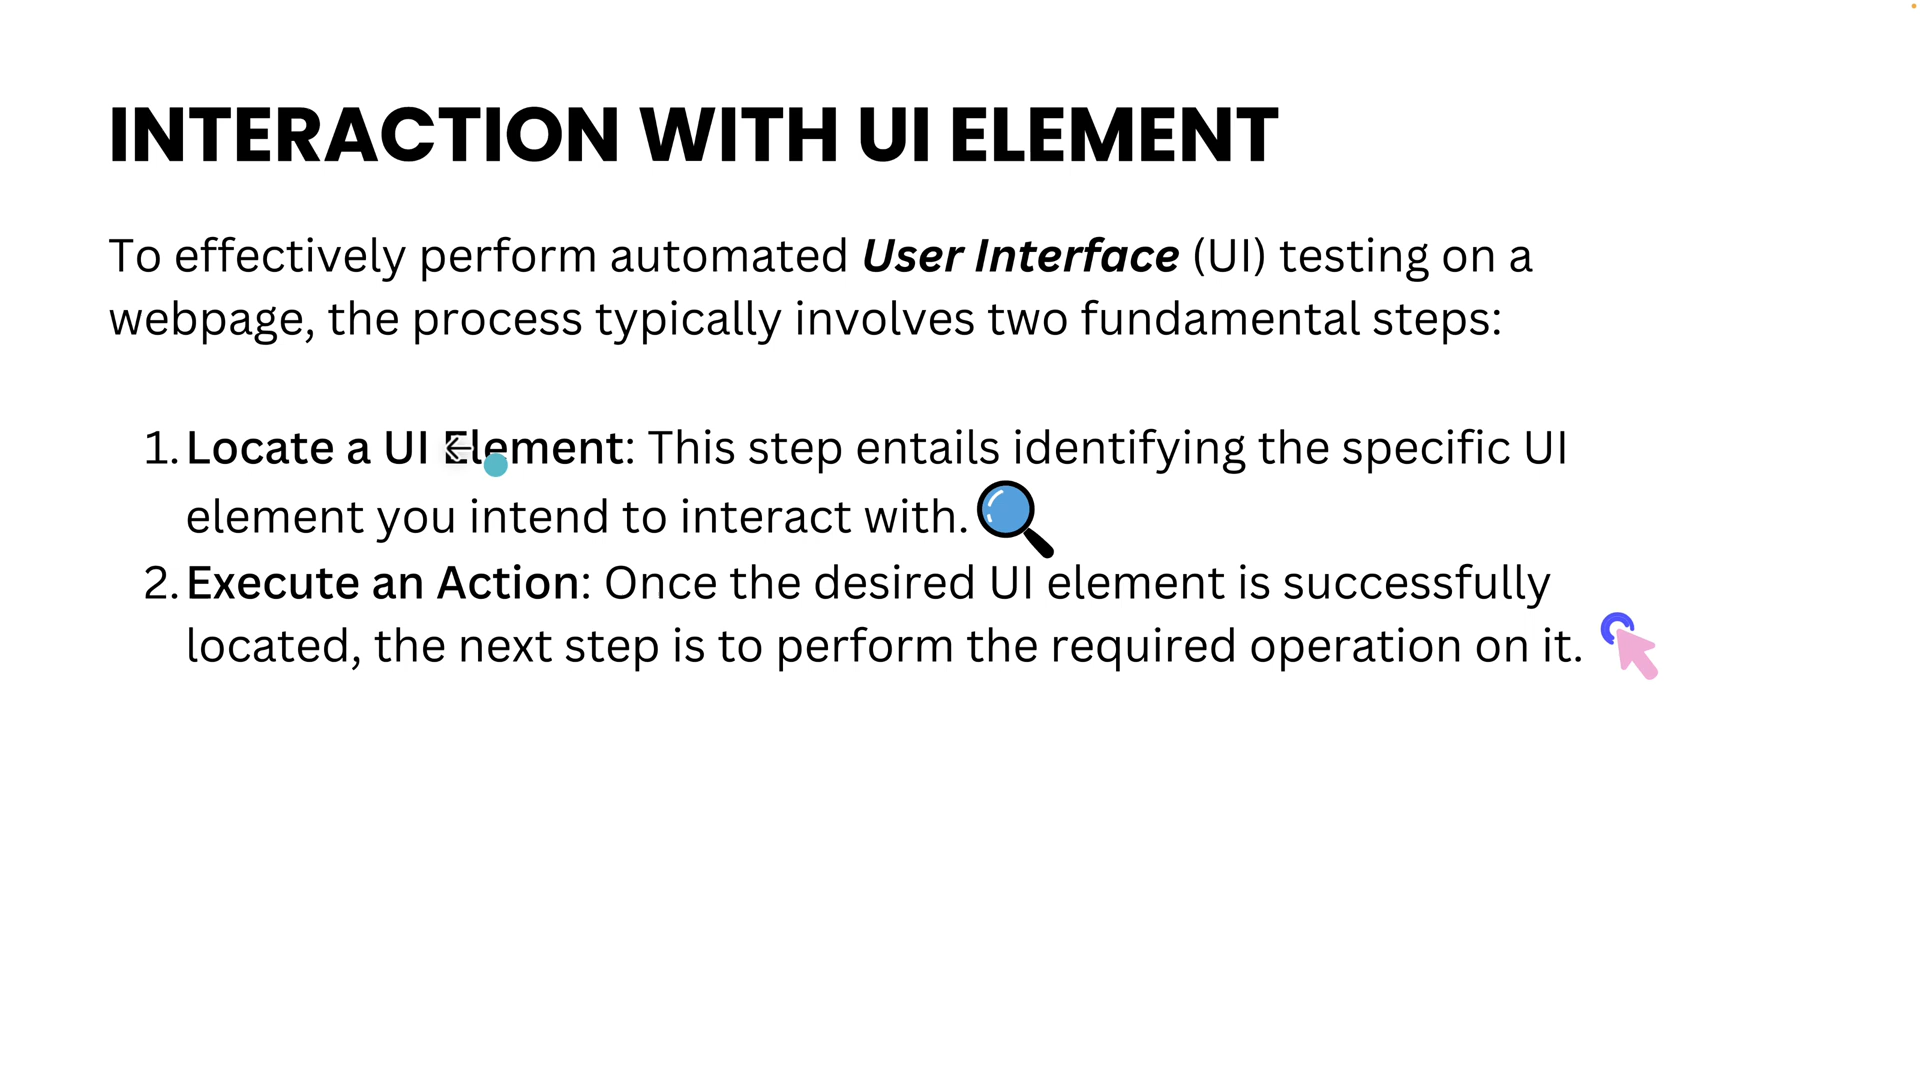 INTERACTION WITH UI ELEMENT
To effectively perform automated User Interface (UI) testing on a
webpage, the process typically involves two fundamental steps:
1. Locate a UI Element: This step entails identifying the specific UI
element you intend to interact with.
2. Execute an Action: Once the desired UI element is successfully
located, the next step is to perform the required operation on it.